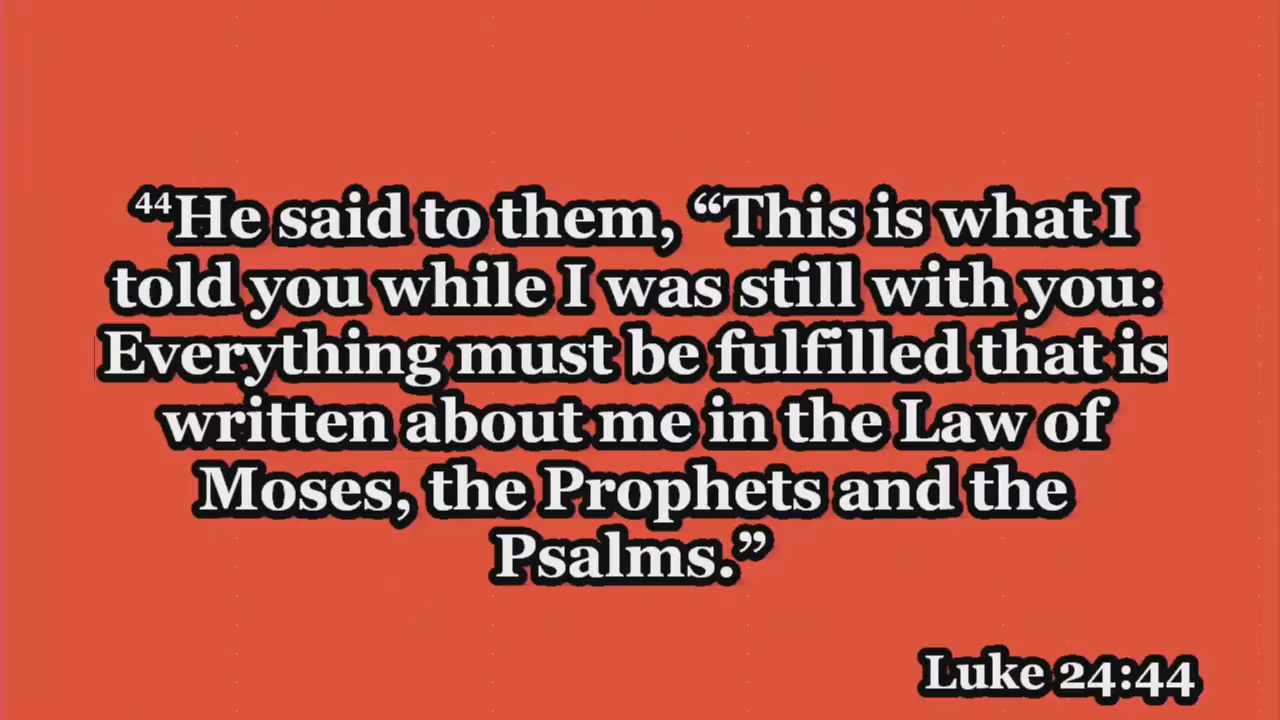 ⁴⁴He said to them, “This is what I
told you while I was still with you:
Everything must be fulfilled that is
written about me in the Law of
Moses, the Prophets and the
Psalms.”
Luke 24:44